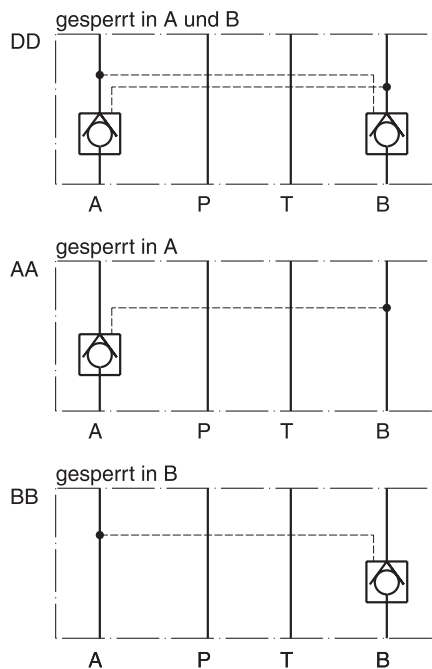 gesperrt in A und B
DD
A P T B
gesperrt in A
AA
A P T B
gesperrt in B
BB
A P T B